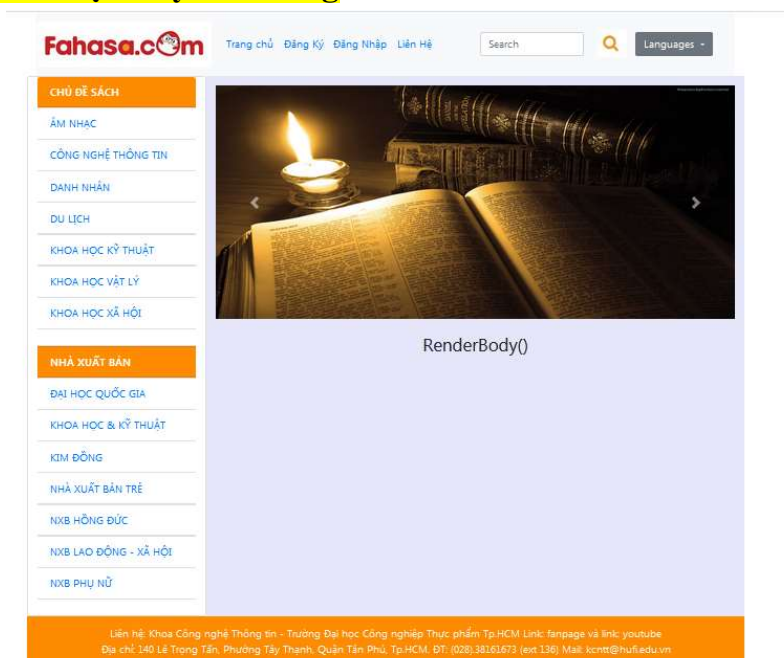 Fahasa.com
Trang chủ Đăng Ký Đăng Nhập Liên Hệ
Search
Languages
CHỦ ĐỀ SÁCH
ÂM NHẠC
CÔNG NGHỆ THÔNG TIN
DANH NHÂN
DU LỊCH
KHOA HỌC KỸ THUẬT
KHOA HỌC VẬT LÝ
KHOA HỌC XÃ HỘI
RenderBody()
NHÀ XUẤT BẢN
ĐẠI HỌC QUỐC GIA
KHOA HỌC & KỸ THUẬT
KIM ĐỒNG
NHÀ XUẤT BẢN TRẺ
NXB HỒNG ĐỨC
NXB LAO ĐỘNG - XÃ HỘI
NXB PHỤ NỮ
Liên hệ: Khoa Công nghệ Thông tin - Trường Đại học Công nghiệp Thực phẩm Tp.HCM Link: fanpage và link: youtube
Địa chỉ: 140 Lê Trọng Tấn, Phường Tây Thạnh, Quận Tân Phú, Tp.HCM. ĐT: (028).38161673 (ext 136) Mail: kcntt@hufi.edu.vn